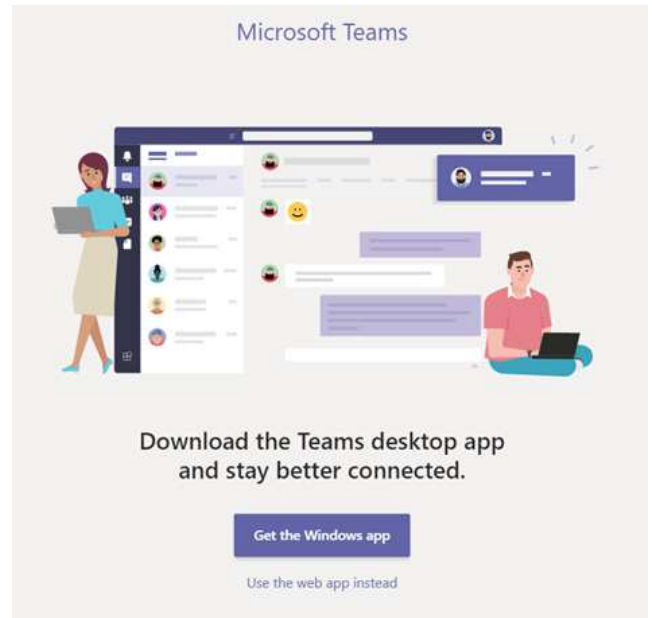 Microsoft Teams
Download the Teams desktop app
and stay better connected.
Get the Windows app
Use the web app instead